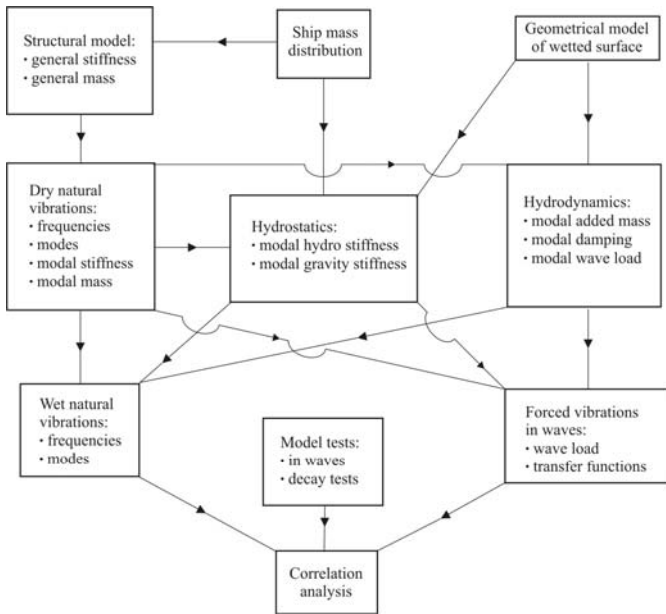 Structural model:
• general stiffness
• general mass
Ship mass
distribution
Geometrical model
of wetted surface
Dry natural
vibrations:
• frequencies
• modes
• modal stiffness
• modal mass
Hydrostatics:
• modal hydro stiffness
• modal gravity stiffness
Hydrodynamics:
• modal added mass
• modal damping
• modal wave load
Wet natural
vibrations:
• frequencies
• modes
Model tests:
• in waves
• decay tests
Forced vibrations
in waves:
• wave load
• transfer functions
Correlation
analysis